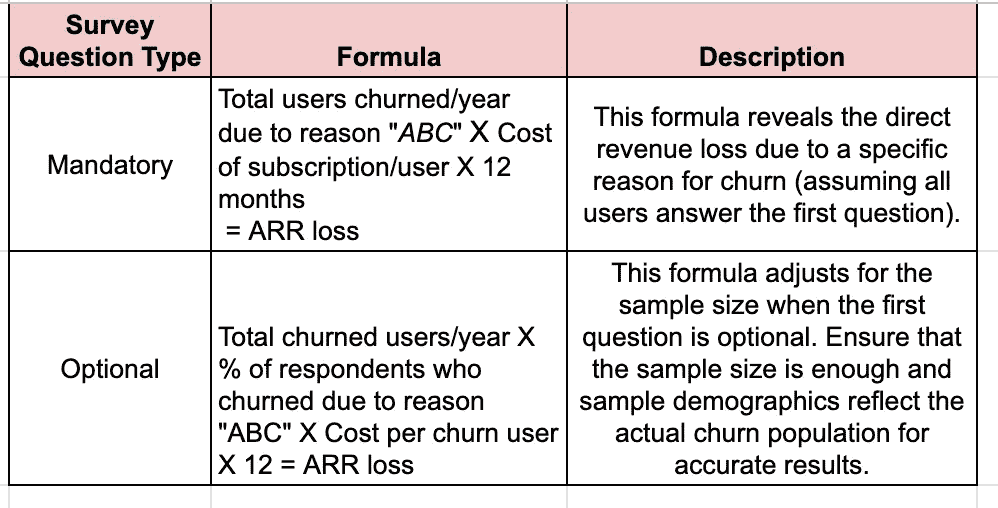 Survey
Question Type
Formula
Description
Mandatory
Total users churned/year
due to reason "ABC" X Cost
of subscription/user X 12
months
= ARR loss
This formula reveals the direct
revenue loss due to a specific
reason for churn (assuming all
users answer the first question).
Optional
Total churned users/year X
% of respondents who
churned due to reason
"ABC" X Cost per churn user
X 12 = ARR loss
This formula adjusts for the
sample size when the first
question is optional. Ensure that
the sample size is enough and
sample demographics reflect the
actual churn population for
accurate results.